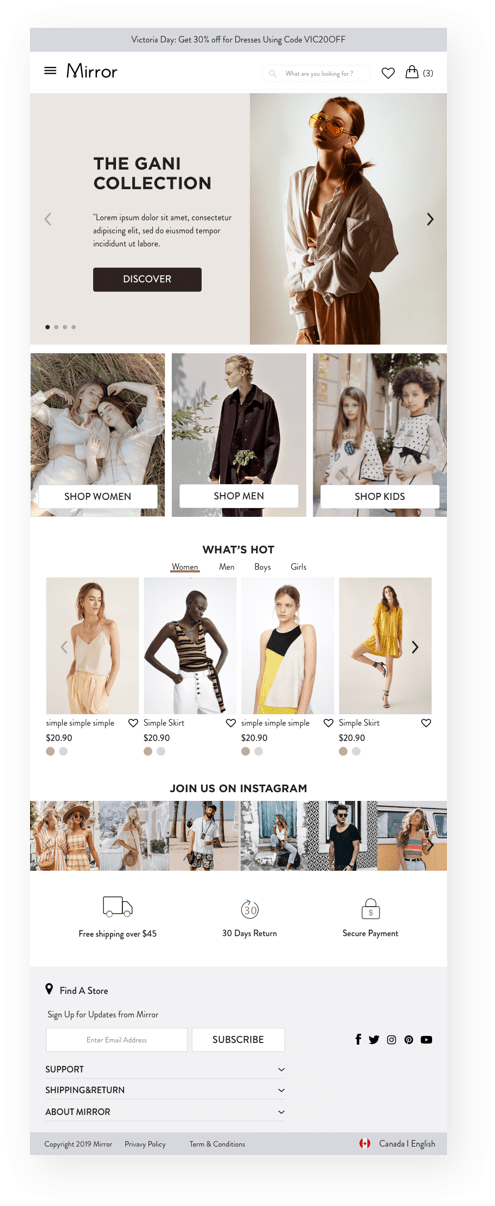 Victoria Day: Get 30% off for Dresses Using Code VIC20OFF
Mirror
What are you looking for ?
(3)
THE GANI
COLLECTION
"Lorem ipsum dolor sit amet, consectetur
adipiscing elit, sed do eiusmod tempor
incididunt ut labore.
DISCOVER
SHOP WOMEN
SHOP MEN
SHOP KIDS
WHAT'S HOT
Women Men Boys Girls
simple simple simple
$20.90
Simple Skirt
$20.90
simple simple simple
$20.90
Simple Skirt
$20.90
JOIN US ON INSTAGRAM
30
$
Free shipping over $45
30 Days Return
Secure Payment
Find A Store
Sign Up for Updates from Mirror
Enter Email Address
SUBSCRIBE
SUPPORT
SHIPPING&RETURN
ABOUT MIRROR
Copyright 2019 Mirror
Privavy Policy
Term & Conditions
Canada I English